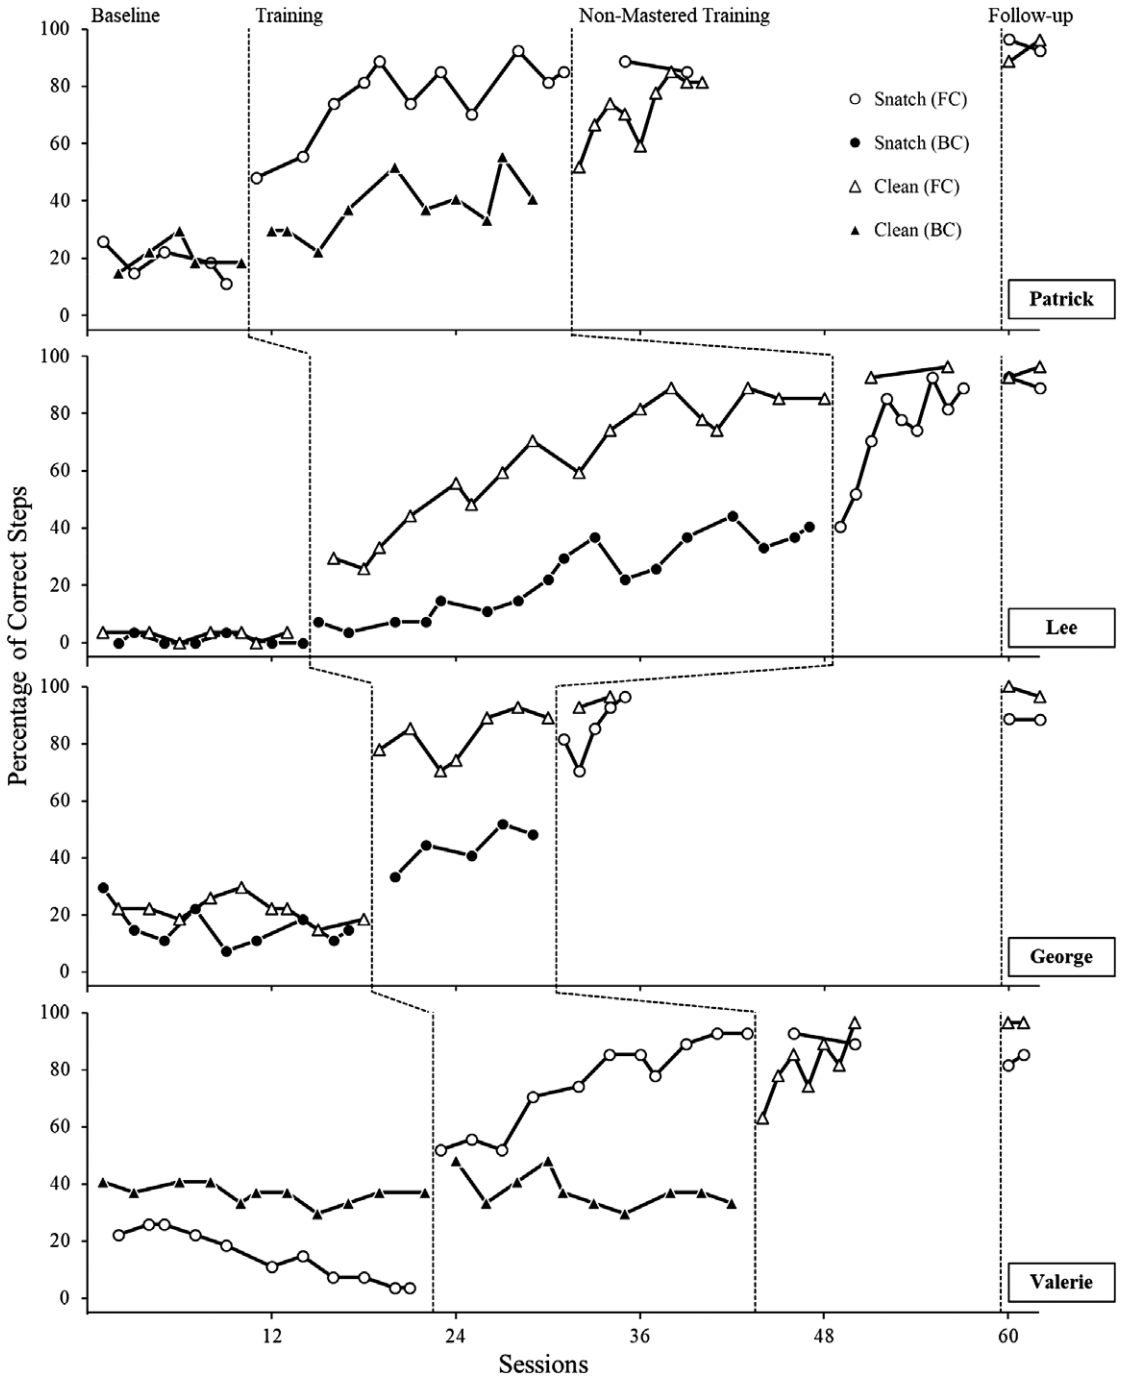 Baseline Training Non-Mastered Training Follow-up
100
80
60
40
20
0
Snatch (FC)
Snatch (BC)
Clean (FC)
Clean (BC)
Patrick
100
80
60
40
20
0
Lee
Percentage of Correct Steps
100
80
60
40
20
0
George
100
80
60
40
20
0
Valerie
12 24 36 48 60
Sessions